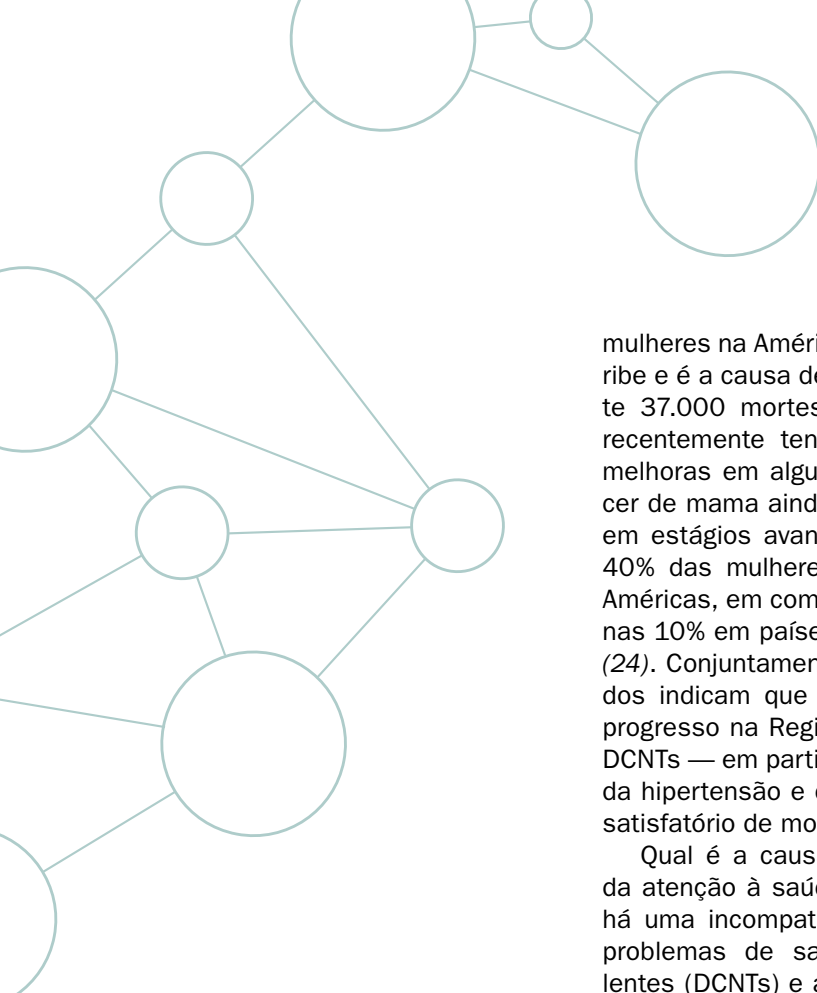 mulheres na Améri
ribe e é a causa de
te 37.000 mortes
recentemente ten
melhoras em algu
cer de mama aind
em estágios avan
40% das mulhere
Américas, em com
nas 10% em paíse
(24). Conjuntamen
dos indicam que
progresso na Regi
DCNTs — em parti
da hipertensão e
satisfatório de mo
Qual é a caus
da atenção à saú
há uma incompat
problemas de sa
lentes (DCNTs) e